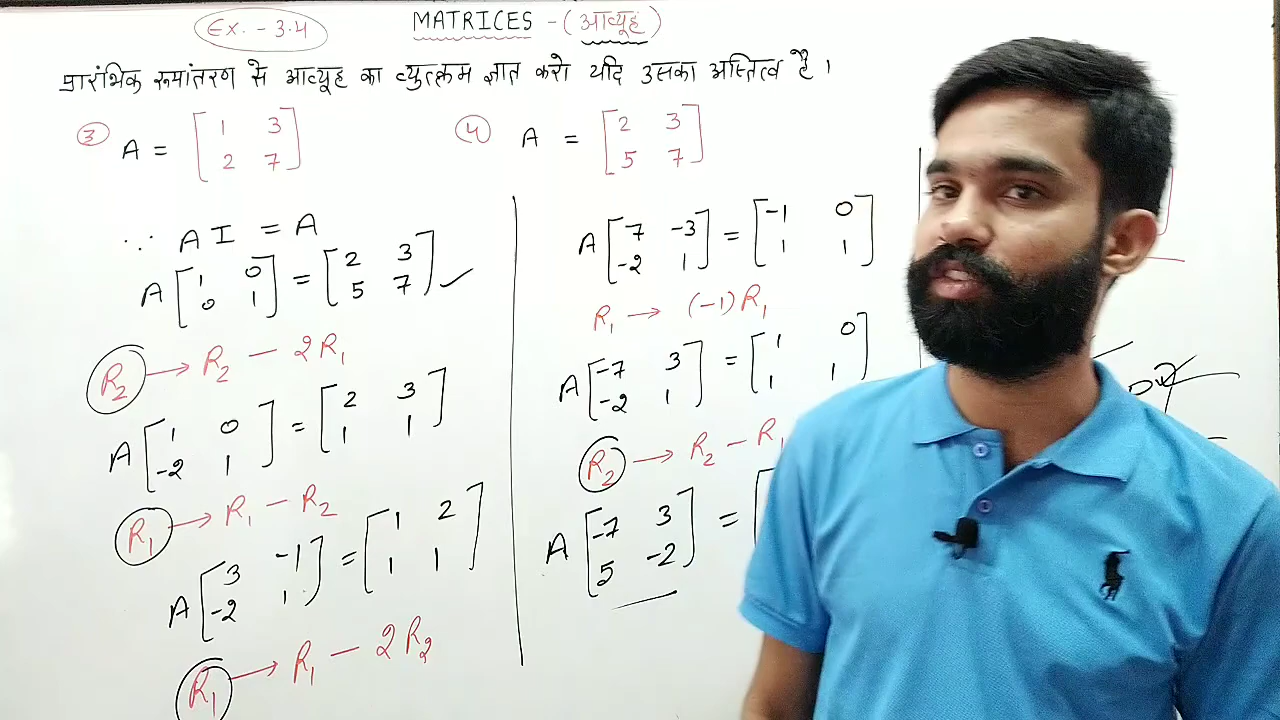 Ex. - 3.4 MATRICES - (आव्यूह)
प्रारंभिक रूपांतरण से आव्यूह का व्युत्क्रम ज्ञात करो यदि उसका अस्तित्व है।
③ A = [1 3
2 7]
④ A = [2 3
5 7]
∵ AI = A
A [1 0
0 1] = [2 3
5 7] ✓
R₂ → R₂ - 2R₁
A [1 0
-2 1] = [2 3
1 1]
R₁ → R₁ - R₂
A [3 -1
-2 1] = [1 2
1 1]
R₁ → R₁ - 2R₂
A [7 -3
-2 1] = [-1 0
1 1]
R₁ → (-1)R₁
A [-7 3
-2 1] = [1 0
1 1]
R₂ → R₂ - R₁
A [-7 3
5 -2] = [